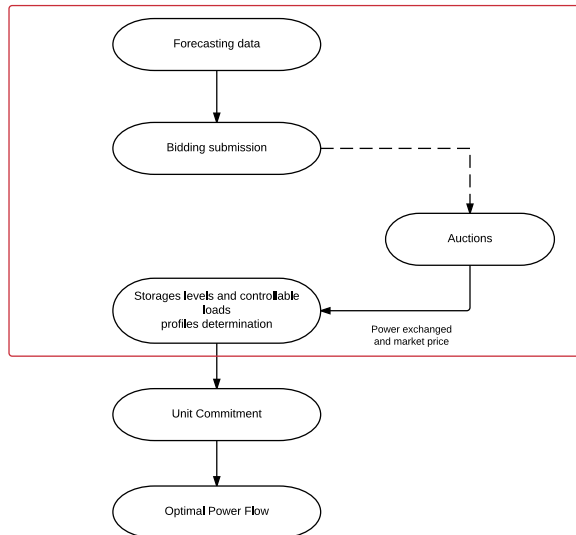 Forecasting data
Bidding submission
Auctions
Storages levels and controllable
loads
profiles determination
Power exchanged
and market price
Unit Commitment
Optimal Power Flow